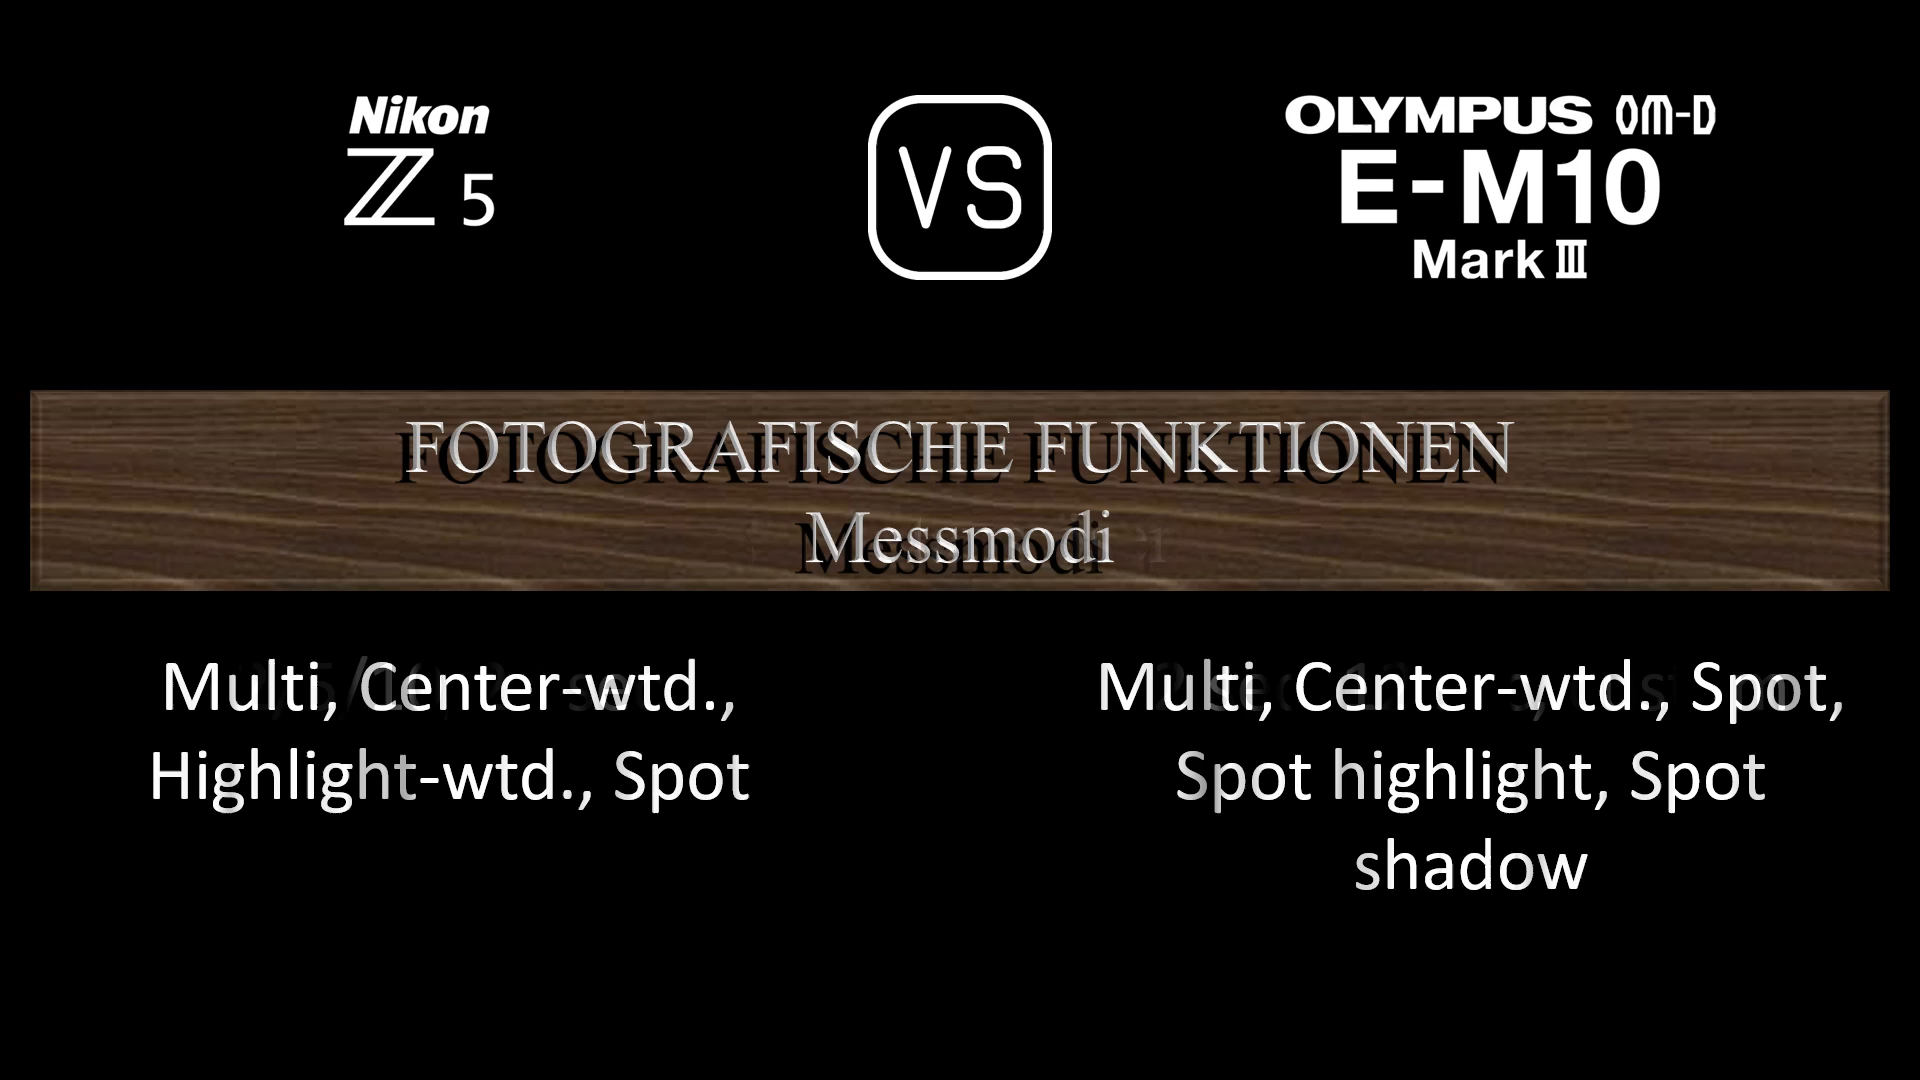 Nikon
Z 5
VS
OLYMPUS OM-D
E-M10
Mark III
FOTOGRAFISCHE FUNKTIONEN
Messmodi
Multi, Center-wtd.,
Highlight-wtd., Spot
Multi, Center-wtd., Spot,
Spot highlight, Spot
shadow